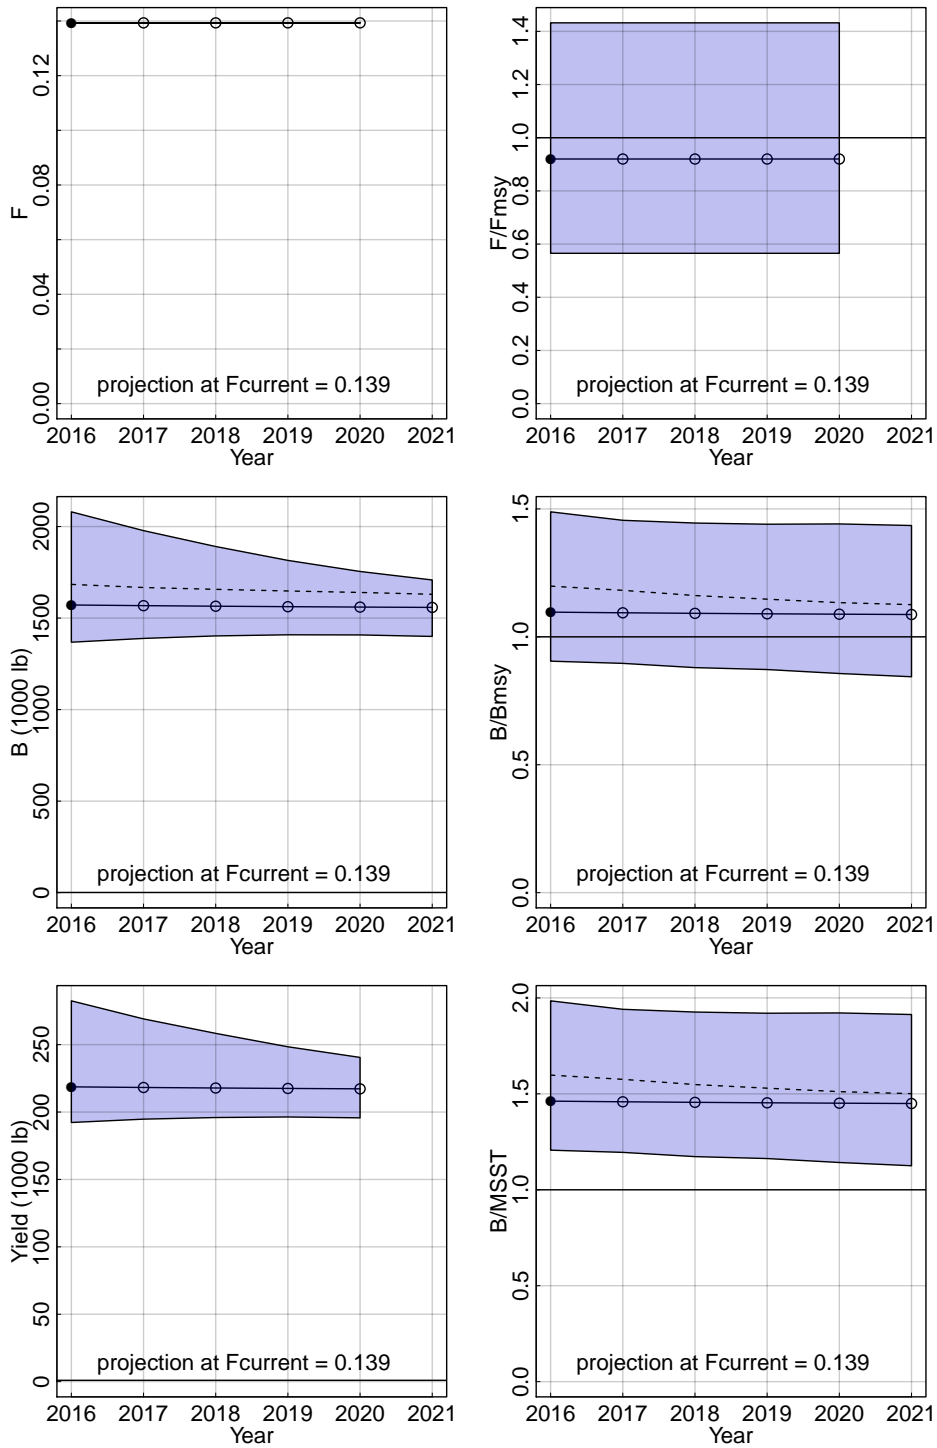 F
0.00
0.04
0.08
0.12
projection at Fcurrent = 0.139
2016 2017 2018 2019 2020 2021
Year
F/Fmsy
0.0
0.2
0.4
0.6
0.8
1.0
1.2
1.4
projection at Fcurrent = 0.139
2016 2017 2018 2019 2020 2021
Year
B (1000 lb)
0
500
1000
1500
2000
projection at Fcurrent = 0.139
2016 2017 2018 2019 2020 2021
Year
B/Bmsy
0.0
0.5
1.0
1.5
projection at Fcurrent = 0.139
2016 2017 2018 2019 2020 2021
Year
Yield (1000 lb)
0
50
100
150
200
250
projection at Fcurrent = 0.139
2016 2017 2018 2019 2020 2021
Year
B/MSST
0.0
0.5
1.0
1.5
2.0
projection at Fcurrent = 0.139
2016 2017 2018 2019 2020 2021
Year